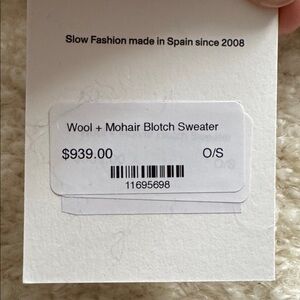 Slow Fashion made in Spain since 2008
Wool + Mohair Blotch Sweater
$939.00 O/S
11695698